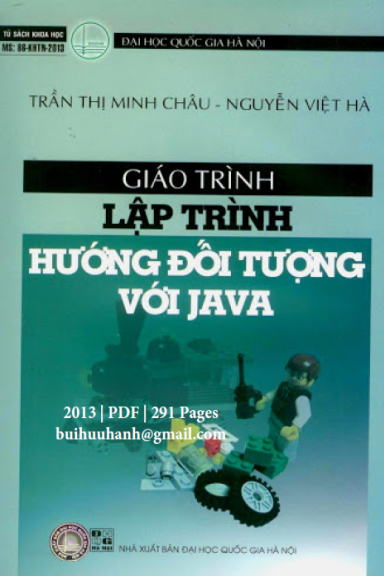 TỦ SÁCH KHOA HỌC
MS: 86-KHTN-2013
ĐẠI HỌC QUỐC GIA HÀ NỘI
TRẦN THỊ MINH CHÂU - NGUYỄN VIỆT HÀ
GIÁO TRÌNH
LẬP TRÌNH
HƯỚNG ĐỐI TƯỢNG
VỚI JAVA
2013 | PDF | 291 Pages
buihuuhanh@gmail.com
NHÀ XUẤT BẢN ĐẠI HỌC QUỐC GIA HÀ NỘI